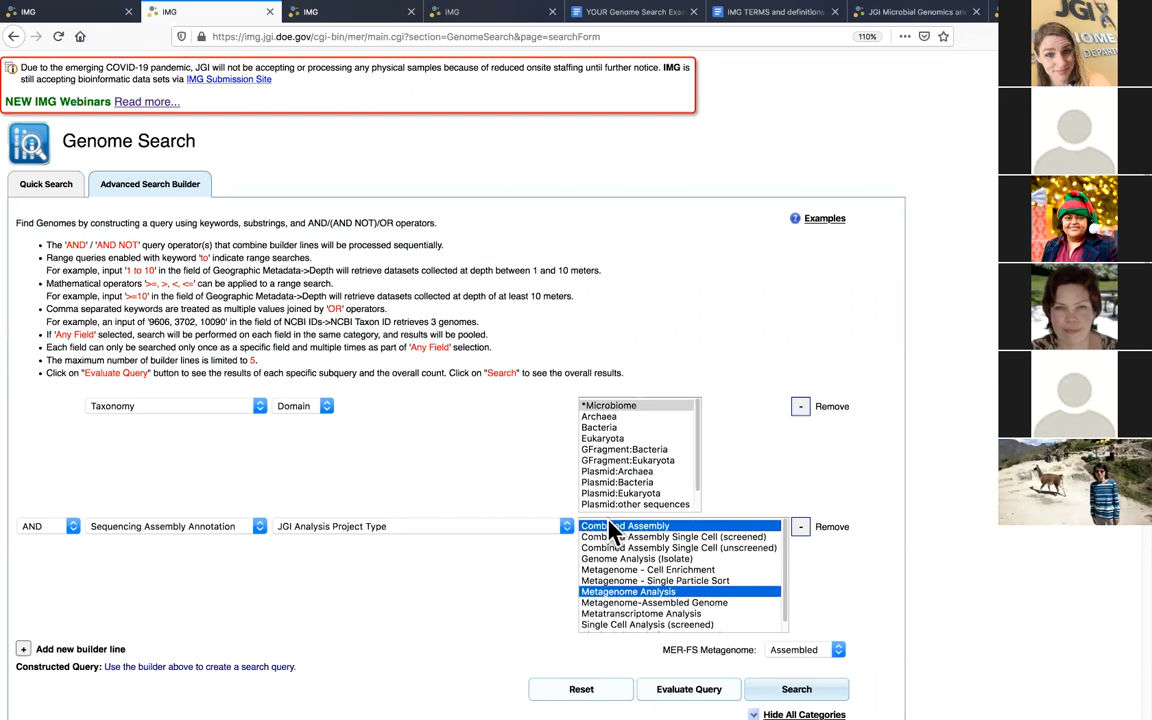 IMG
IMG
IMG
IMG
YOUR Genome Search Exa
IMG TERMS and definitions
JGI Microbial Genomics an
https://img.jgi.doe.gov/cgi-bin/mer/main.cgi?section=GenomeSearch&page=searchForm
110%
Due to the emerging COVID-19 pandemic, JGI will not be accepting or processing any physical samples because of reduced onsite staffing until further notice. IMG is
still accepting bioinformatic data sets via IMG Submission Site
NEW IMG Webinars Read more...
Genome Search
Quick Search
Advanced Search Builder
Find Genomes by constructing a query using keywords, substrings, and AND/(AND NOT)/OR operators.
Examples
The 'AND' / 'AND NOT' query operator(s) that combine builder lines will be processed sequentially.
Range queries enabled with keyword 'to' indicate range searches.
For example, input '1 to 10' in the field of Geographic Metadata->Depth will retrieve datasets collected at depth between 1 and 10 meters.
Mathematical operators '>=, >, <, <=' can be applied to a range search.
For example, input '>=10' in the field of Geographic Metadata->Depth will retrieve datasets collected at depth of at least 10 meters.
Comma separated keywords are treated as multiple values joined by 'OR' operators.
For example, an input of '9606, 3702, 10090' in the field of NCBI IDs->NCBI Taxon ID retrieves 3 genomes.
If 'Any Field' selected, search will be performed on each field in the same category, and results will be pooled.
Each field can only be searched only once as a specific field and multiple times as part of 'Any Field' selection.
The maximum number of builder lines is limited to 5.
Click on "Evaluate Query" button to see the results of each specific subquery and the overall count. Click on "Search" to see the overall results.
Taxonomy
Domain
*Microbiome
Archaea
Bacteria
Eukaryota
GFragment:Bacteria
GFragment:Eukaryota
Plasmid:Archaea
Plasmid:Bacteria
Plasmid:Eukaryota
Plasmid:other sequences
- Remove
AND
Sequencing Assembly Annotation
JGI Analysis Project Type
Combined Assembly
Assembly Single Cell (screened)
Combined Assembly Single Cell (unscreened)
Genome Analysis (Isolate)
Metagenome - Cell Enrichment
Metagenome - Single Particle Sort
Metagenome Analysis
Metagenome-Assembled Genome
Metatranscriptome Analysis
Single Cell Analysis (screened)
- Remove
+ Add new builder line
MER-FS Metagenome:
Assembled
Constructed Query: Use the builder above to create a search query.
Reset
Evaluate Query
Search
Hide All Categories
JGI